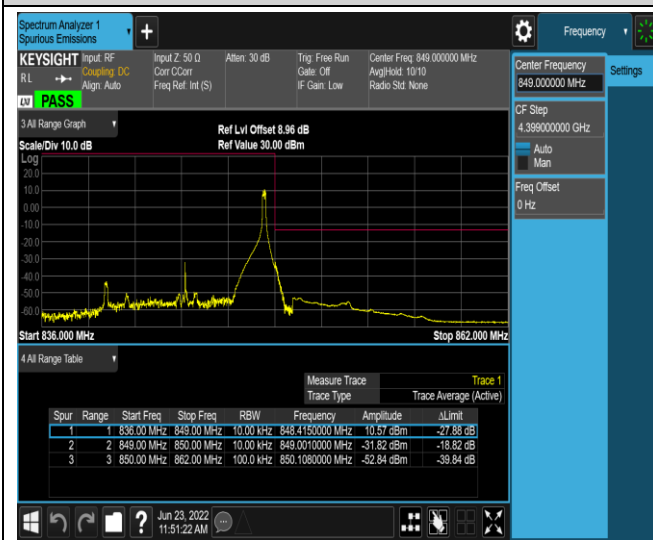 Spectrum Analyzer 1
Spurious Emissions
Frequency
KEYSIGHT Input: RF Input Z: 50 Ω Atten: 30 dB Trig: Free Run Center Freq: 849.000000 MHz
RL Coupling: DC Corr CCorr Gate: Off Avg|Hold: 10/10
Align: Auto Freq Ref: Int (S) IF Gain: Low Radio Std: None
LXI PASS
Center Frequency
849.000000 MHz
Settings
CF Step
4.399000000 GHz
Auto
Man
Freq Offset
0 Hz
3 All Range Graph
Ref Lvl Offset 8.96 dB
Scale/Div 10.0 dB Ref Value 30.00 dBm
Log
20.0
10.0
0.00
-10.0
-20.0
-30.0
-40.0
-50.0
-60.0
Start 836.000 MHz Stop 862.000 MHz
4 All Range Table
Measure Trace Trace 1
Trace Type Trace Average (Active)
Spur Range Start Freq Stop Freq RBW Frequency Amplitude ΔLimit
1 1 836.00 MHz 849.00 MHz 10.00 kHz 848.4150000 MHz 10.57 dBm -27.88 dB
2 2 849.00 MHz 850.00 MHz 10.00 kHz 849.0010000 MHz -31.82 dBm -18.82 dB
3 3 850.00 MHz 862.00 MHz 100.0 kHz 850.1080000 MHz -52.84 dBm -39.84 dB
? Jun 23, 2022
11:51:22 AM